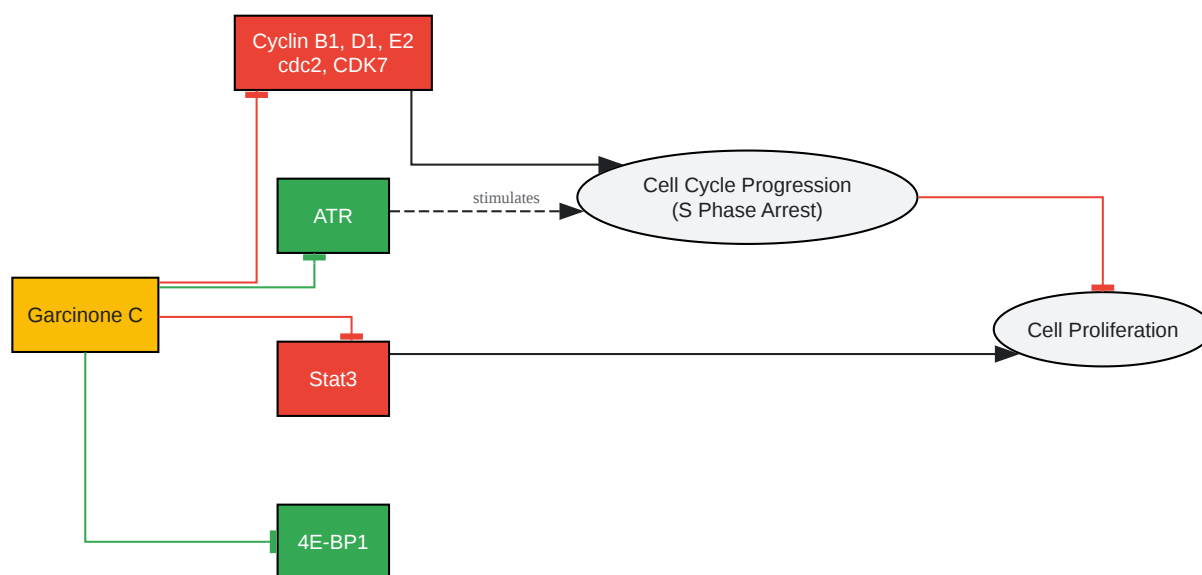 Cyclin B1, D1, E2
cdc2, CDK7
ATR
stimulates
Cell Cycle Progression
(S Phase Arrest)
Garcinone C
Stat3
Cell Proliferation
4E-BP1